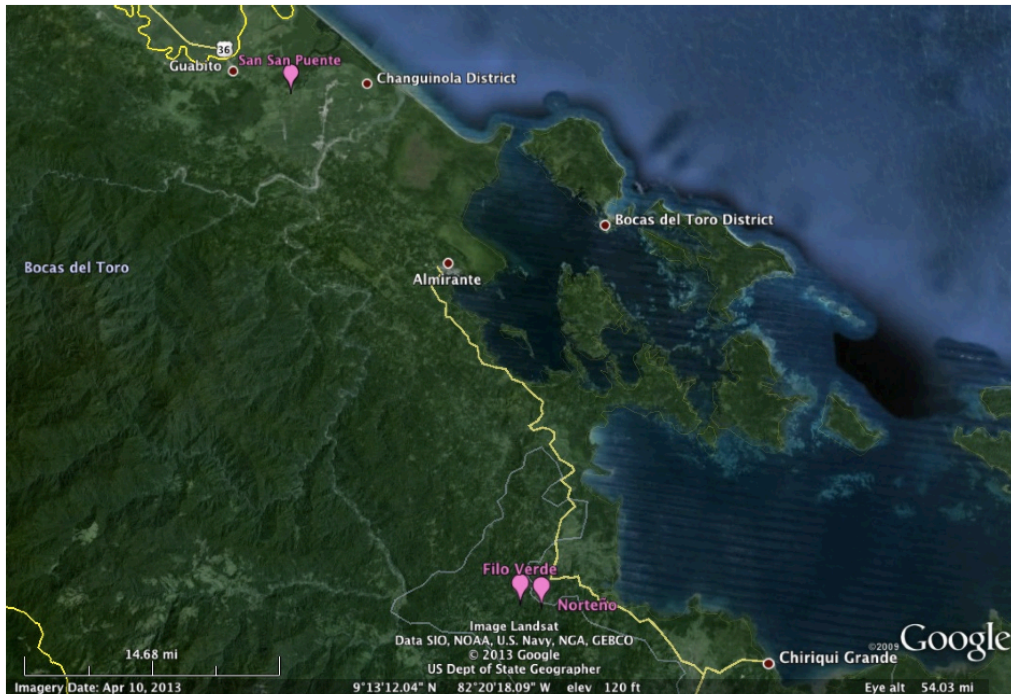 36
San San Puente
Guabito
Changuinola District
Bocas del Toro District
Bocas del Toro
Almirante
Filo Verde
Norteño
Image Landsat
Data SIO, NOAA, U.S. Navy, NGA, GEBCO
© 2013 Google
US Dept of State Geographer
14.68 mi
©2009 Google
Chiriqui Grande
Imagery Date: Apr 10, 2013 9°13'12.04" N 82°20'18.09" W elev 120 ft Eye alt 54.03 mi